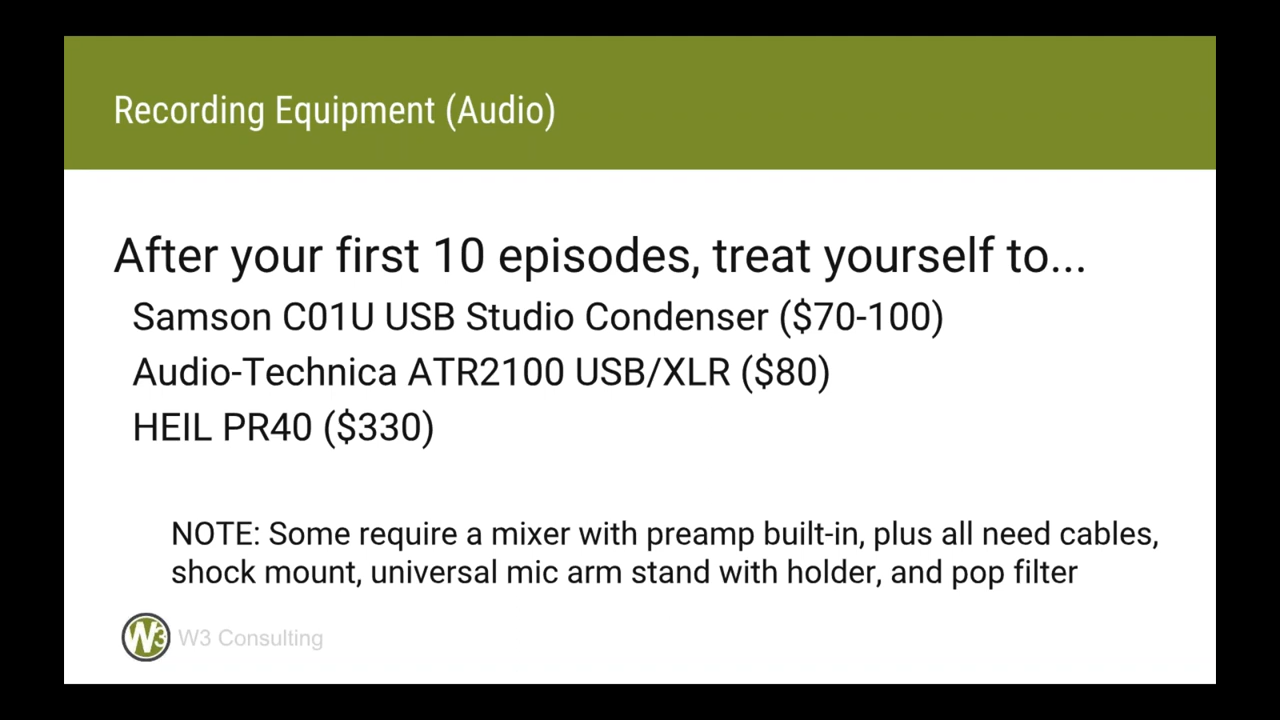 Recording Equipment (Audio)
After your first 10 episodes, treat yourself to...
Samson C01U USB Studio Condenser ($70-100)
Audio-Technica ATR2100 USB/XLR ($80)
HEIL PR40 ($330)
NOTE: Some require a mixer with preamp built-in, plus all need cables,
shock mount, universal mic arm stand with holder, and pop filter
W3 W3 Consulting